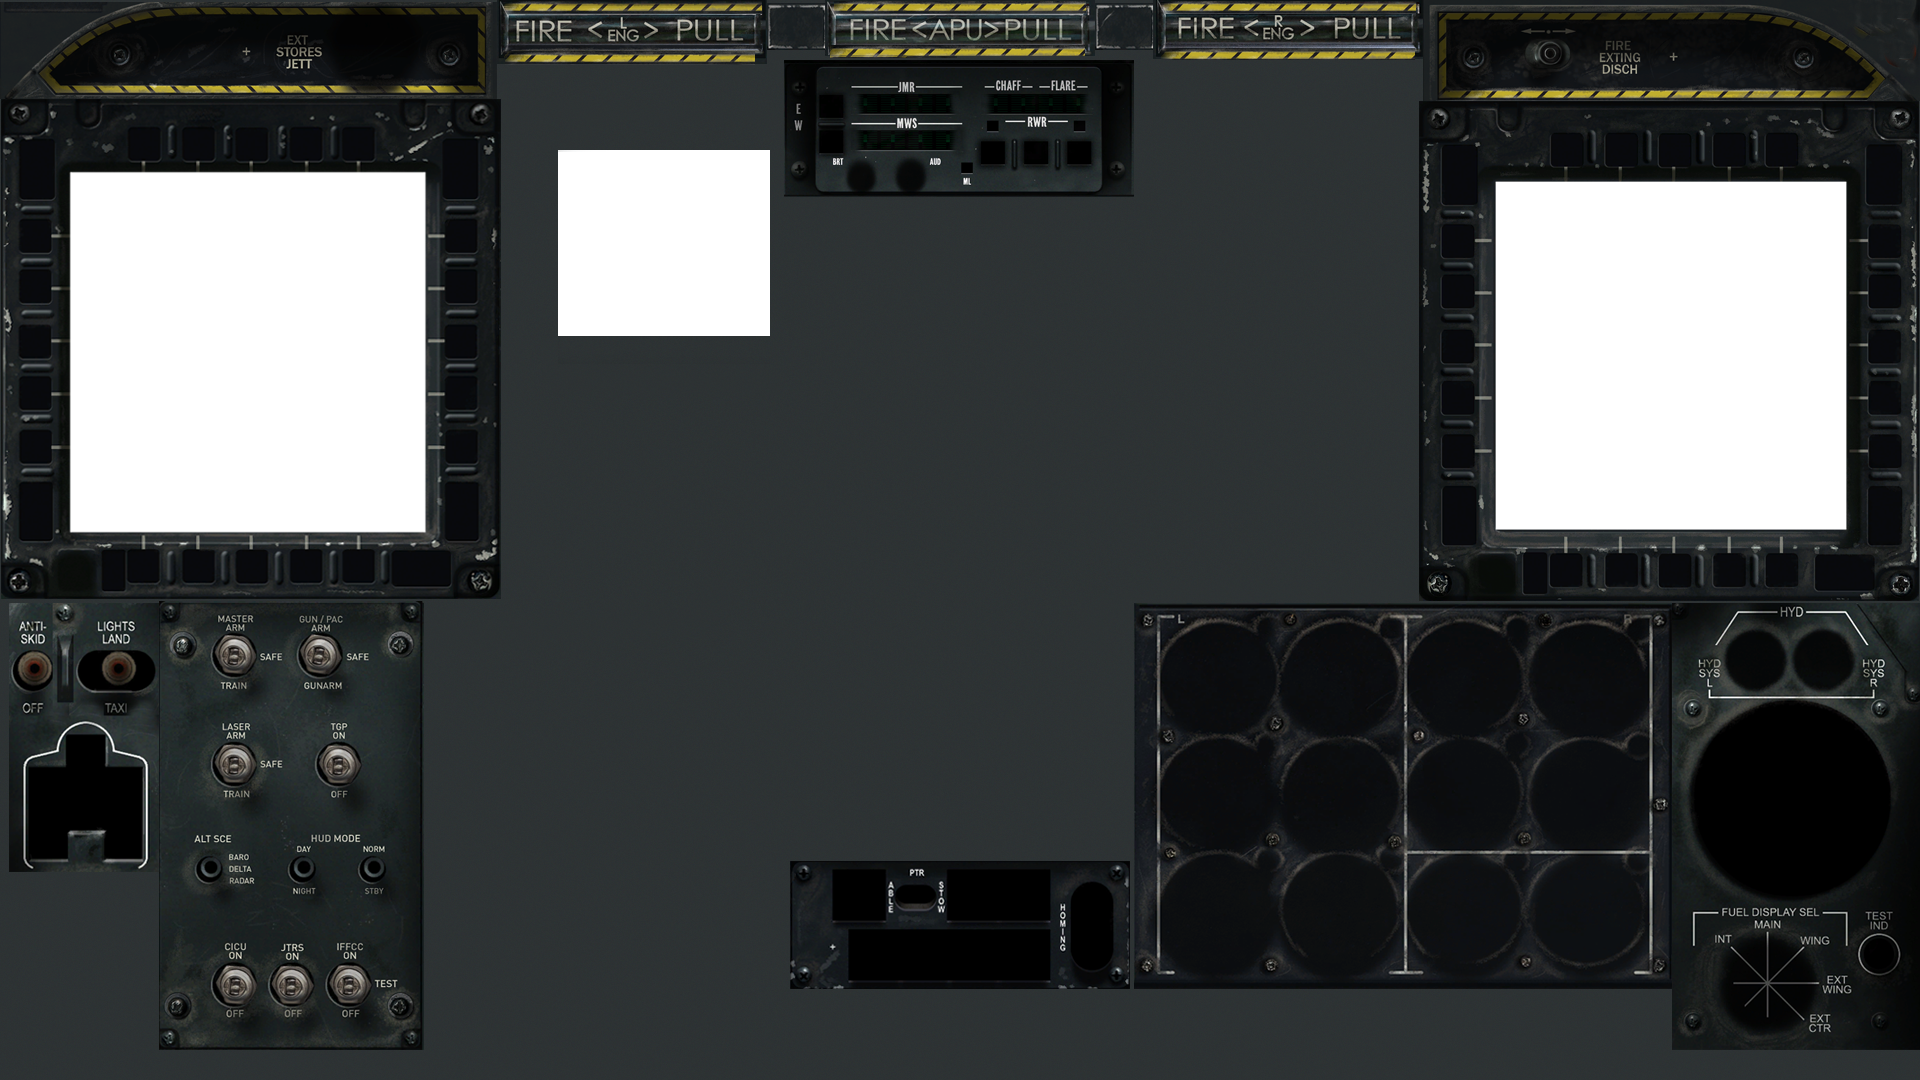 EXT
STORES
JETT
FIRE < L ENG > PULL
FIRE<APU>PULL
FIRE < R ENG > PULL
FIRE
EXTING
DISCH
E
W
JMR
CHAFF
FLARE
MWS
RWR
BRT
AUD
ML
ANTI-
SKID
OFF
LIGHTS
LAND
TAXI
MASTER
ARM
SAFE
TRAIN
GUN / PAC
ARM
SAFE
GUNARM
LASER
ARM
SAFE
TRAIN
TGP
ON
OFF
ALT SCE
BARO
DELTA
RADAR
HUD MODE
DAY
NIGHT
NORM
STBY
CICU
ON
OFF
JTRS
ON
OFF
IFFCC
ON
TEST
OFF
PTR
ABLE
STOW
HOMING
L
R
HYD
HYD
SYS
L
HYD
SYS
R
FUEL DISPLAY SEL
MAIN
INT
WING
EXT
WING
EXT
CTR
TEST
IND